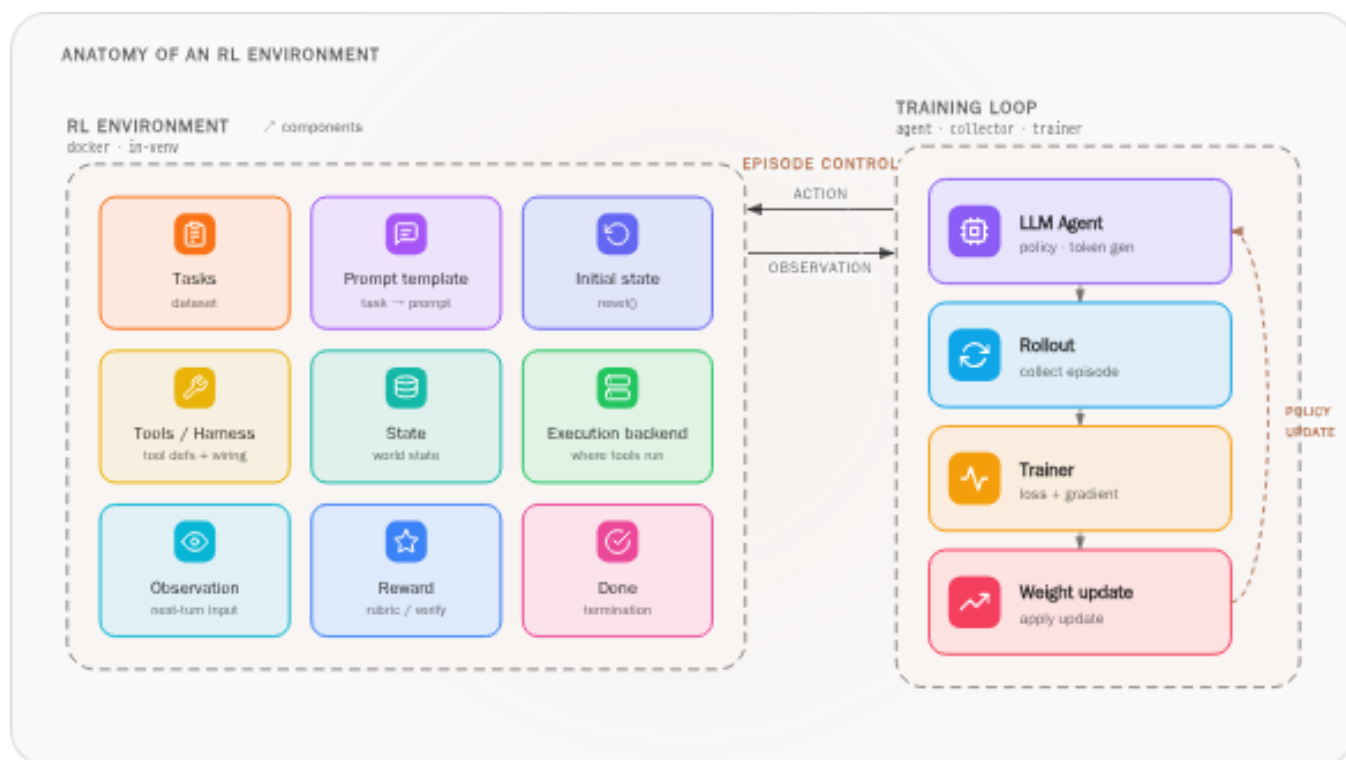 ANATOMY OF AN RL ENVIRONMENT
RL ENVIRONMENT
↗ components
docker · in-venv
Tasks
dataset
Prompt template
task → prompt
Initial state
reset()
Tools / Harness
tool defs + wiring
State
world state
Execution backend
where tools run
Observation
next-turn input
Reward
rubric / verify
Done
termination
EPISODE CONTROL
ACTION
OBSERVATION
TRAINING LOOP
agent · collector · trainer
LLM Agent
policy · token gen
Rollout
collect episode
Trainer
loss + gradient
Weight update
apply update
POLICY
UPDATE